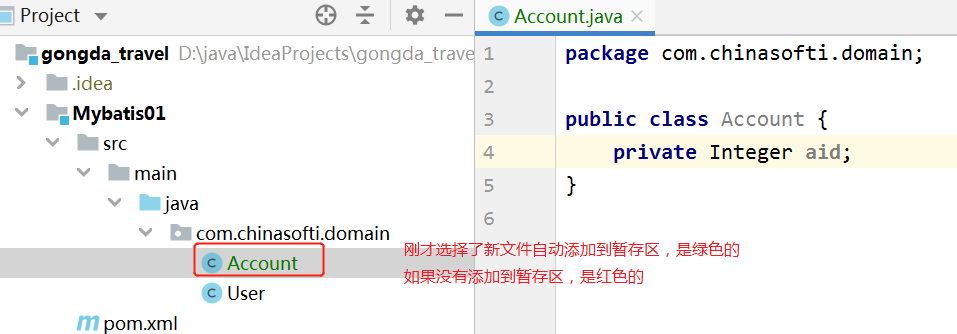 Project
gongda_travel D:\java\IdeaProjects\gongda_trave
.idea
Mybatis01
src
main
java
com.chinasofti.domain
Account
User
pom.xml
Account.java
1 package com.chinasofti.domain;
2
3 public class Account {
4 private Integer aid;
5 }
6
刚才选择了新文件自动添加到暂存区，是绿色的
如果没有添加到暂存区，是红色的